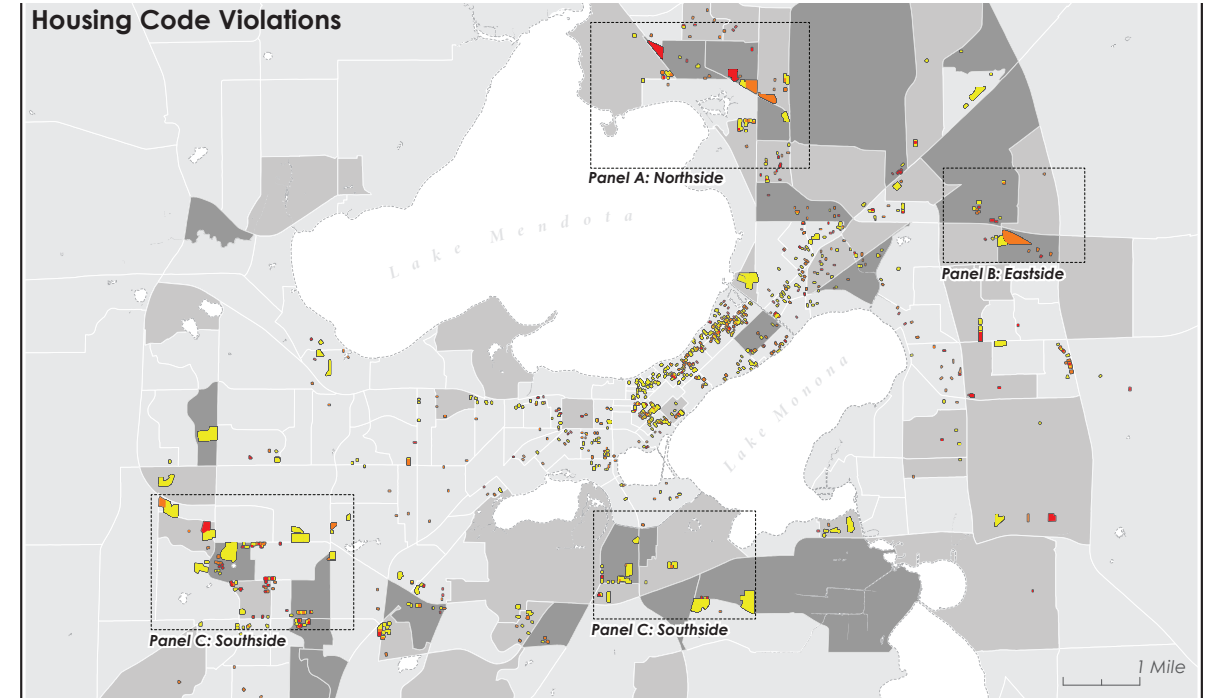 Housing Code Violations
Panel A: Northside
Lake Mendota
Panel B: Eastside
Lake Monona
Panel C: Southside
Panel C: Southside
1 Mile